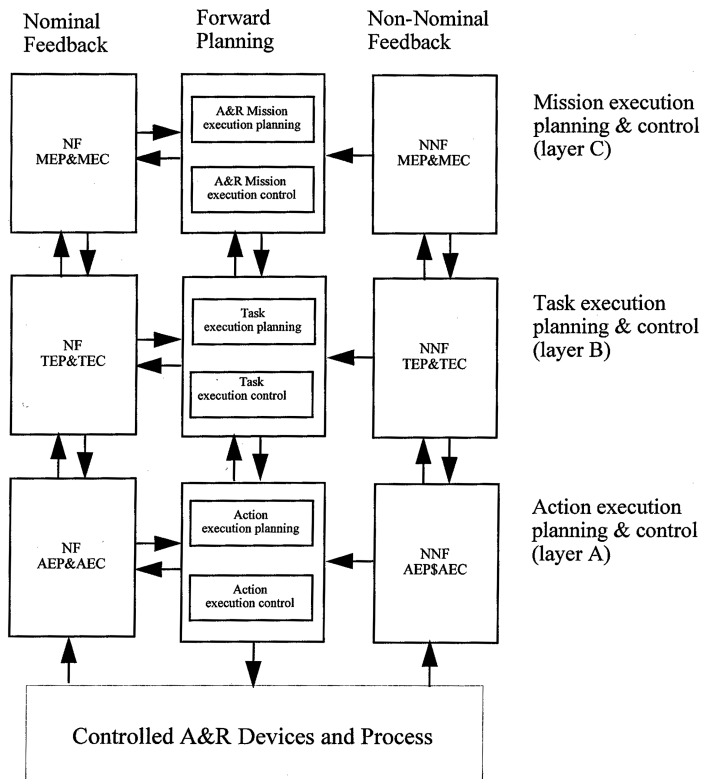 Nominal
Feedback
Forward
Planning
Non-Nominal
Feedback
NF
MEP&MEC
A&R Mission
execution planning
A&R Mission
execution control
NNF
MEP&MEC
Mission execution
planning & control
(layer C)
NF
TEP&TEC
Task
execution planning
Task
execution control
NNF
TEP&TEC
Task execution
planning & control
(layer B)
NF
AEP&AEC
Action
execution planning
Action
execution control
NNF
AEP$AEC
Action execution
planning & control
(layer A)
Controlled A&R Devices and Process